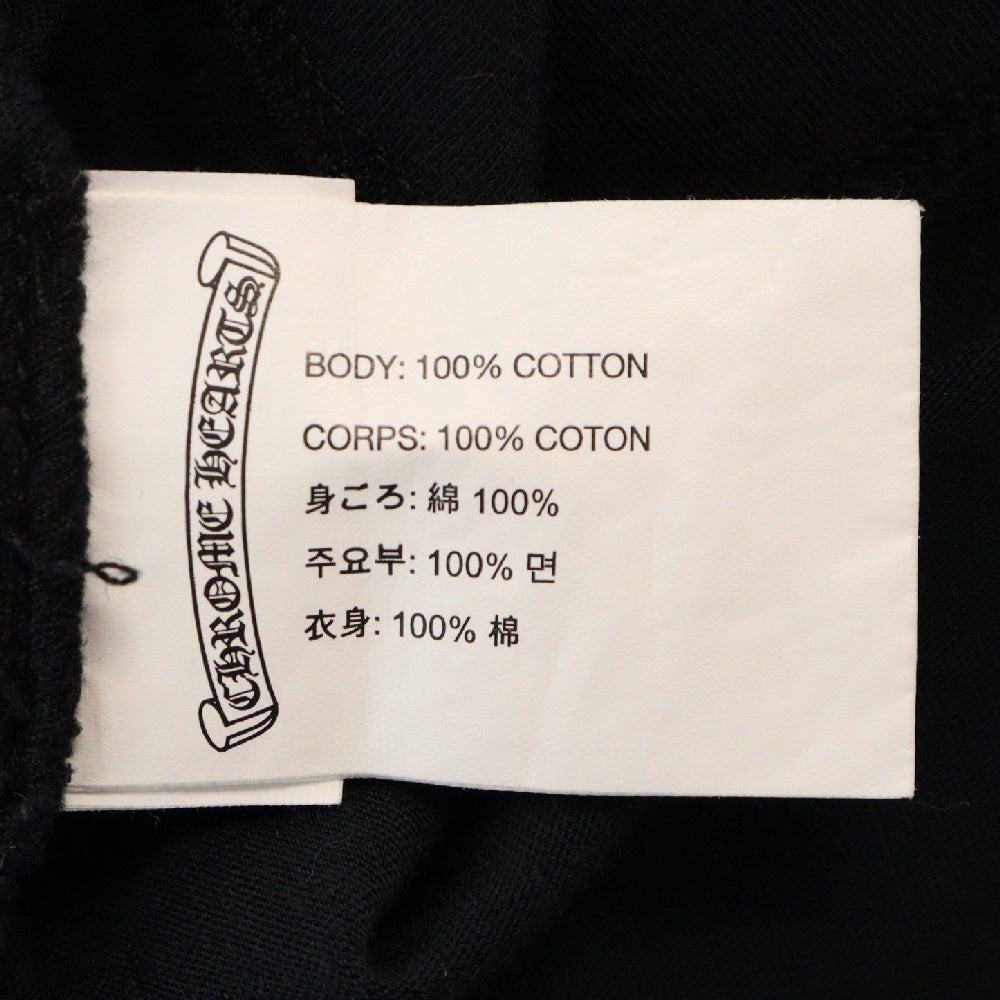 CHROME HEARTS
BODY: 100% COTTON
CORPS: 100% COTON
身ごろ: 綿 100%
주요부: 100% 면
衣身: 100% 棉